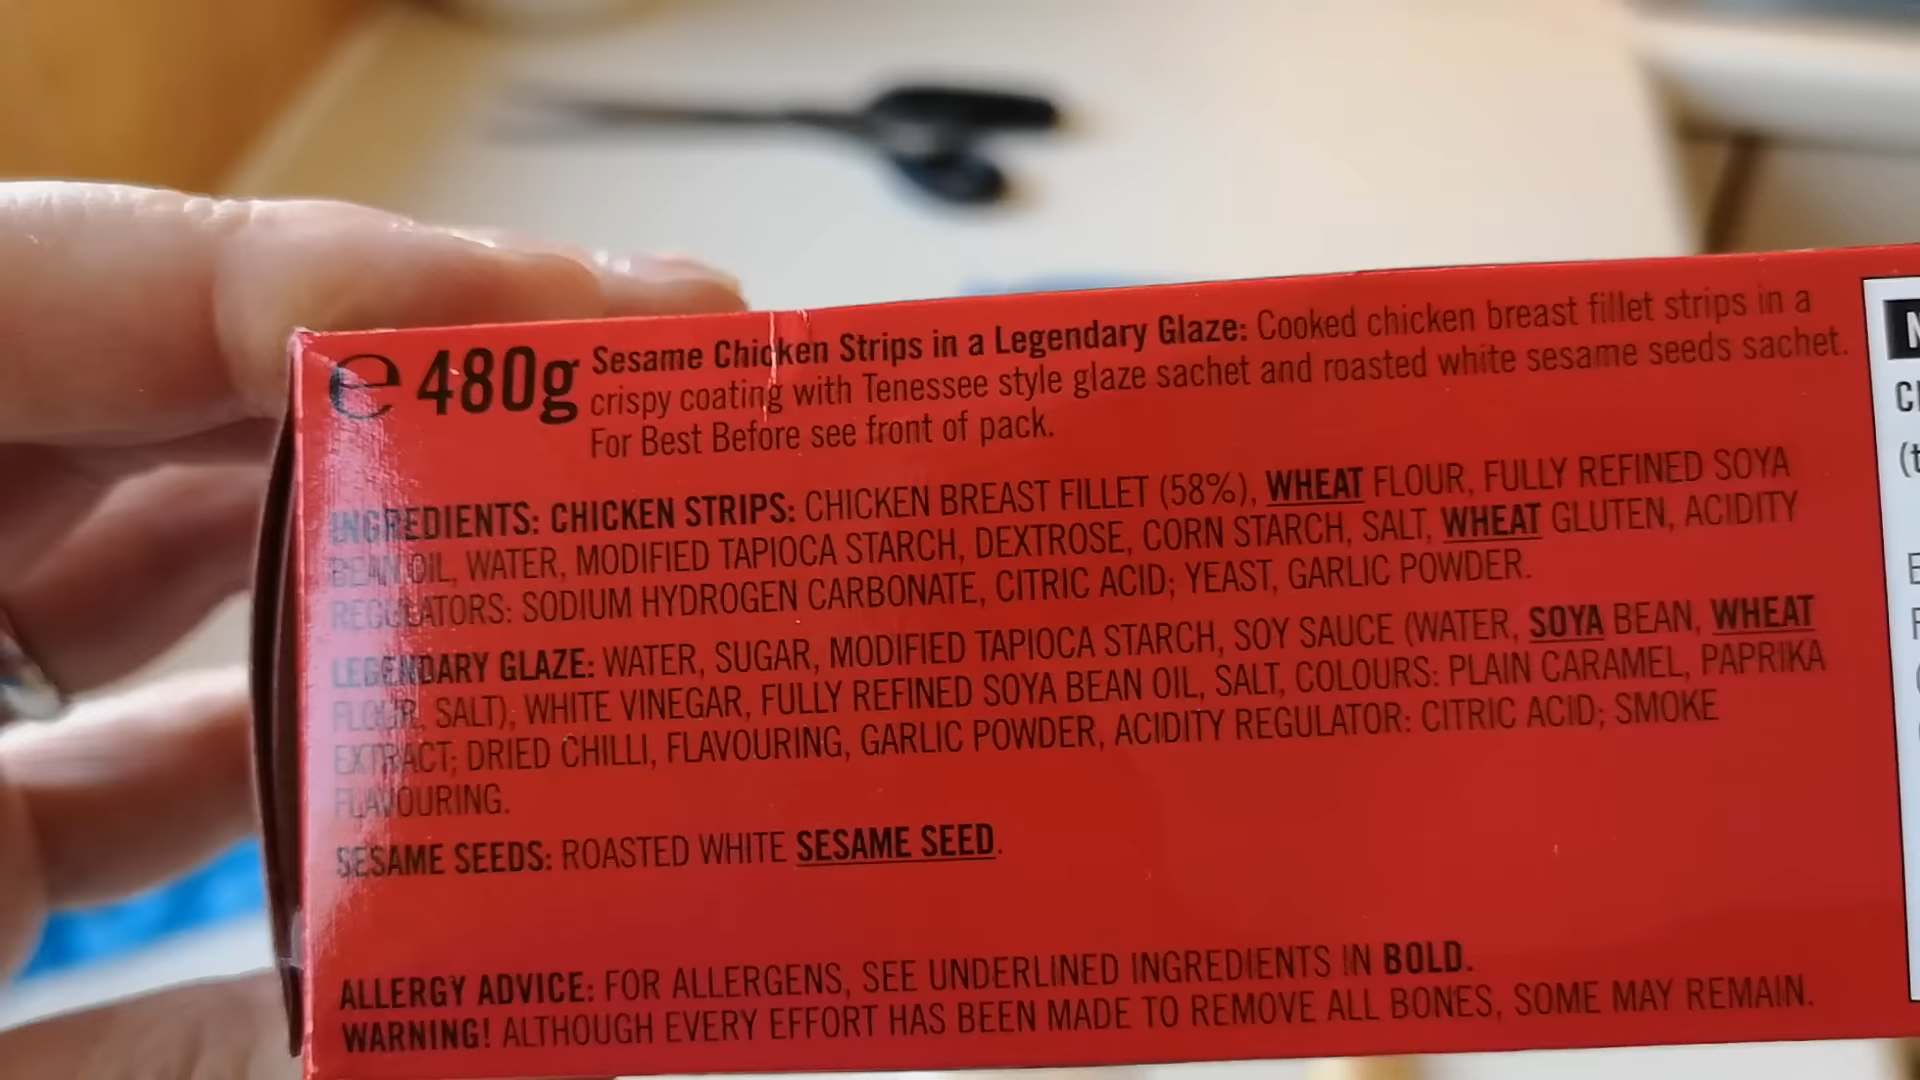 ℮ 480g Sesame Chicken Strips in a Legendary Glaze: Cooked chicken breast fillet strips in a
crispy coating with Tenessee style glaze sachet and roasted white sesame seeds sachet.
For Best Before see front of pack.
INGREDIENTS: CHICKEN STRIPS: CHICKEN BREAST FILLET (58%), WHEAT FLOUR, FULLY REFINED SOYA
BEAN OIL, WATER, MODIFIED TAPIOCA STARCH, DEXTROSE, CORN STARCH, SALT, WHEAT GLUTEN, ACIDITY
REGULATORS: SODIUM HYDROGEN CARBONATE, CITRIC ACID; YEAST, GARLIC POWDER.
LEGENDARY GLAZE: WATER, SUGAR, MODIFIED TAPIOCA STARCH, SOY SAUCE (WATER, SOYA BEAN, WHEAT
FLOUR, SALT), WHITE VINEGAR, FULLY REFINED SOYA BEAN OIL, SALT, COLOURS: PLAIN CARAMEL, PAPRIKA
EXTRACT; DRIED CHILLI, FLAVOURING, GARLIC POWDER, ACIDITY REGULATOR: CITRIC ACID; SMOKE
FLAVOURING.
SESAME SEEDS: ROASTED WHITE SESAME SEED.
ALLERGY ADVICE: FOR ALLERGENS, SEE UNDERLINED INGREDIENTS IN BOLD.
WARNING! ALTHOUGH EVERY EFFORT HAS BEEN MADE TO REMOVE ALL BONES, SOME MAY REMAIN.